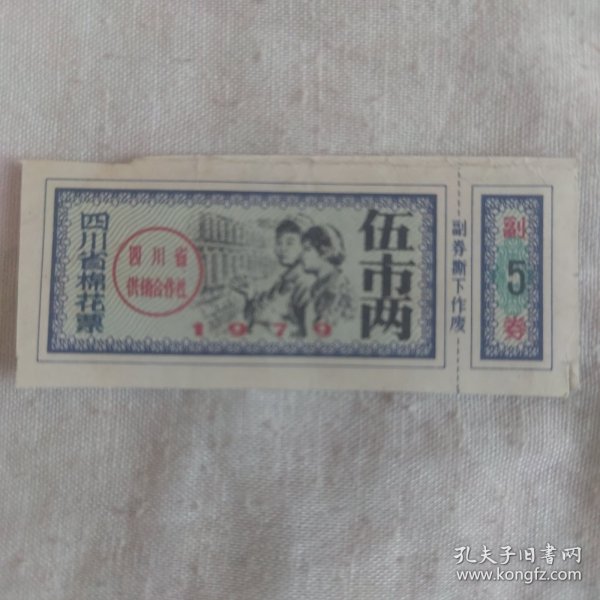 四川省棉花票
四川省
供销合作社
1979
伍市两
副券撕下作废
副
5
券
孔夫子旧书网
www.kongfz.com